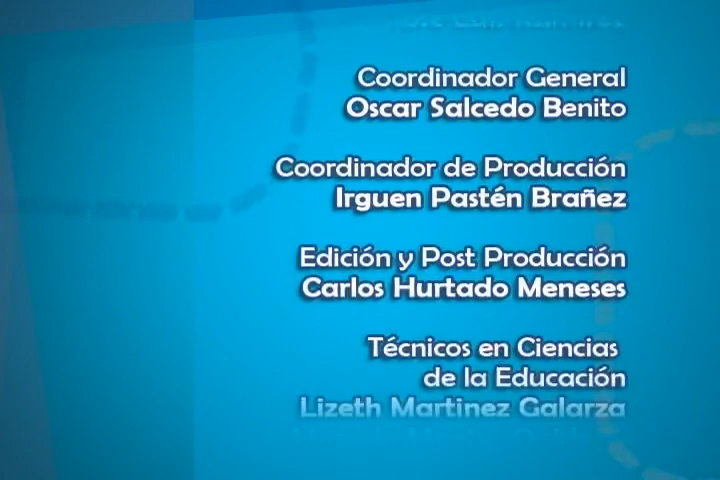 Coordinador General
Oscar Salcedo Benito
Coordinador de Producción
Irguen Pastén Brañez
Edición y Post Producción
Carlos Hurtado Meneses
Técnicos en Ciencias
de la Educación
Lizeth Martinez Galarza